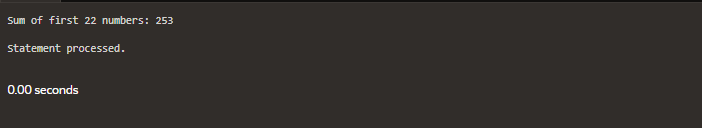 Sum of first 22 numbers: 253
Statement processed.
0.00 seconds